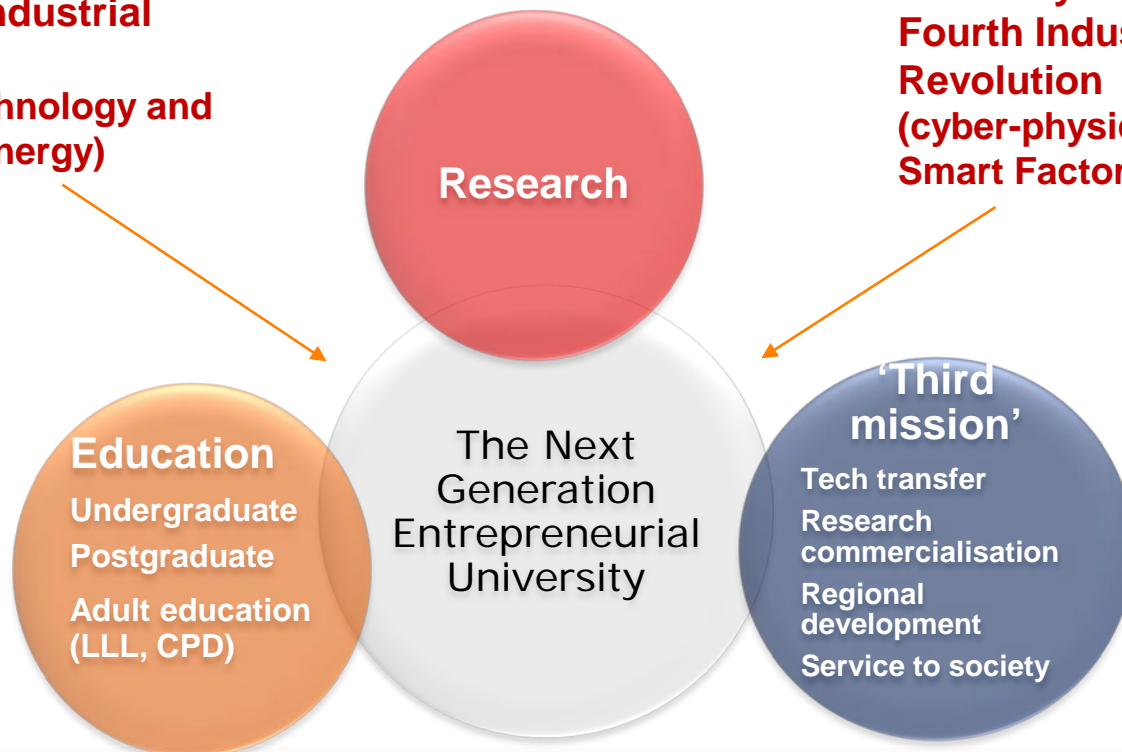 ndustrial
hnology and
nergy)
Fourth Indus
Revolution
(cyber-physic
Smart Factor
Research
The Next
Generation
Entrepreneurial
University
Education
Undergraduate
Postgraduate
Adult education
(LLL, CPD)
‘Third
mission’
Tech transfer
Research
commercialisation
Regional
development
Service to society